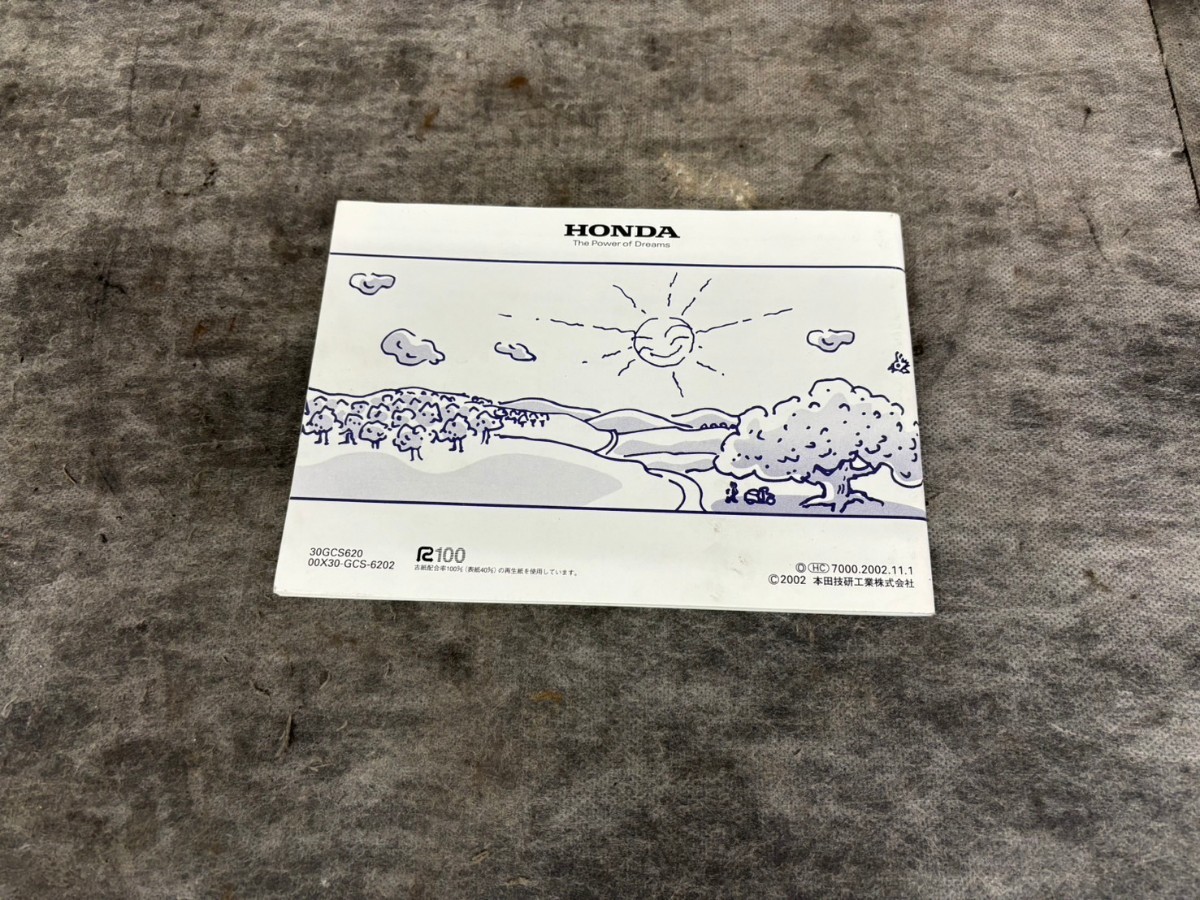 HONDA
The Power of Dreams
30GCS620
00X30-GCS-6202
R100
古紙配合率100%(表紙40%)の再生紙を使用しています。
Ⓞ HC 7000.2002.11.1
©2002 本田技研工業株式会社